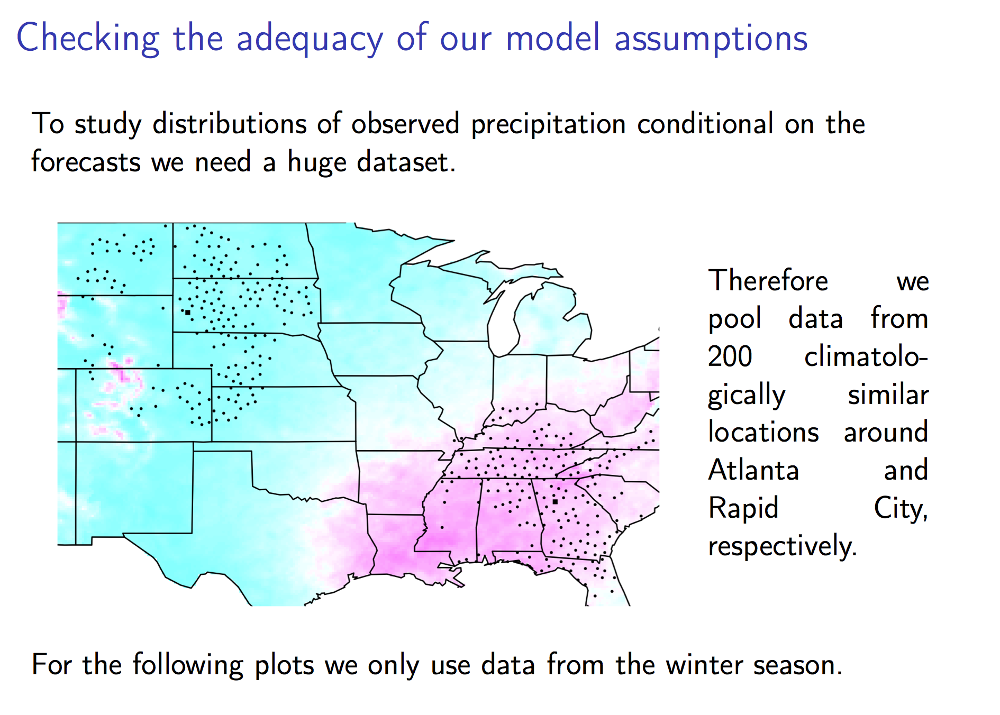 Checking the adequacy of our model assumptions
To study distributions of observed precipitation conditional on the
forecasts we need a huge dataset.
Therefore we
pool data from
200 climatolo-
gically similar
locations around
Atlanta and
Rapid City,
respectively.
For the following plots we only use data from the winter season.